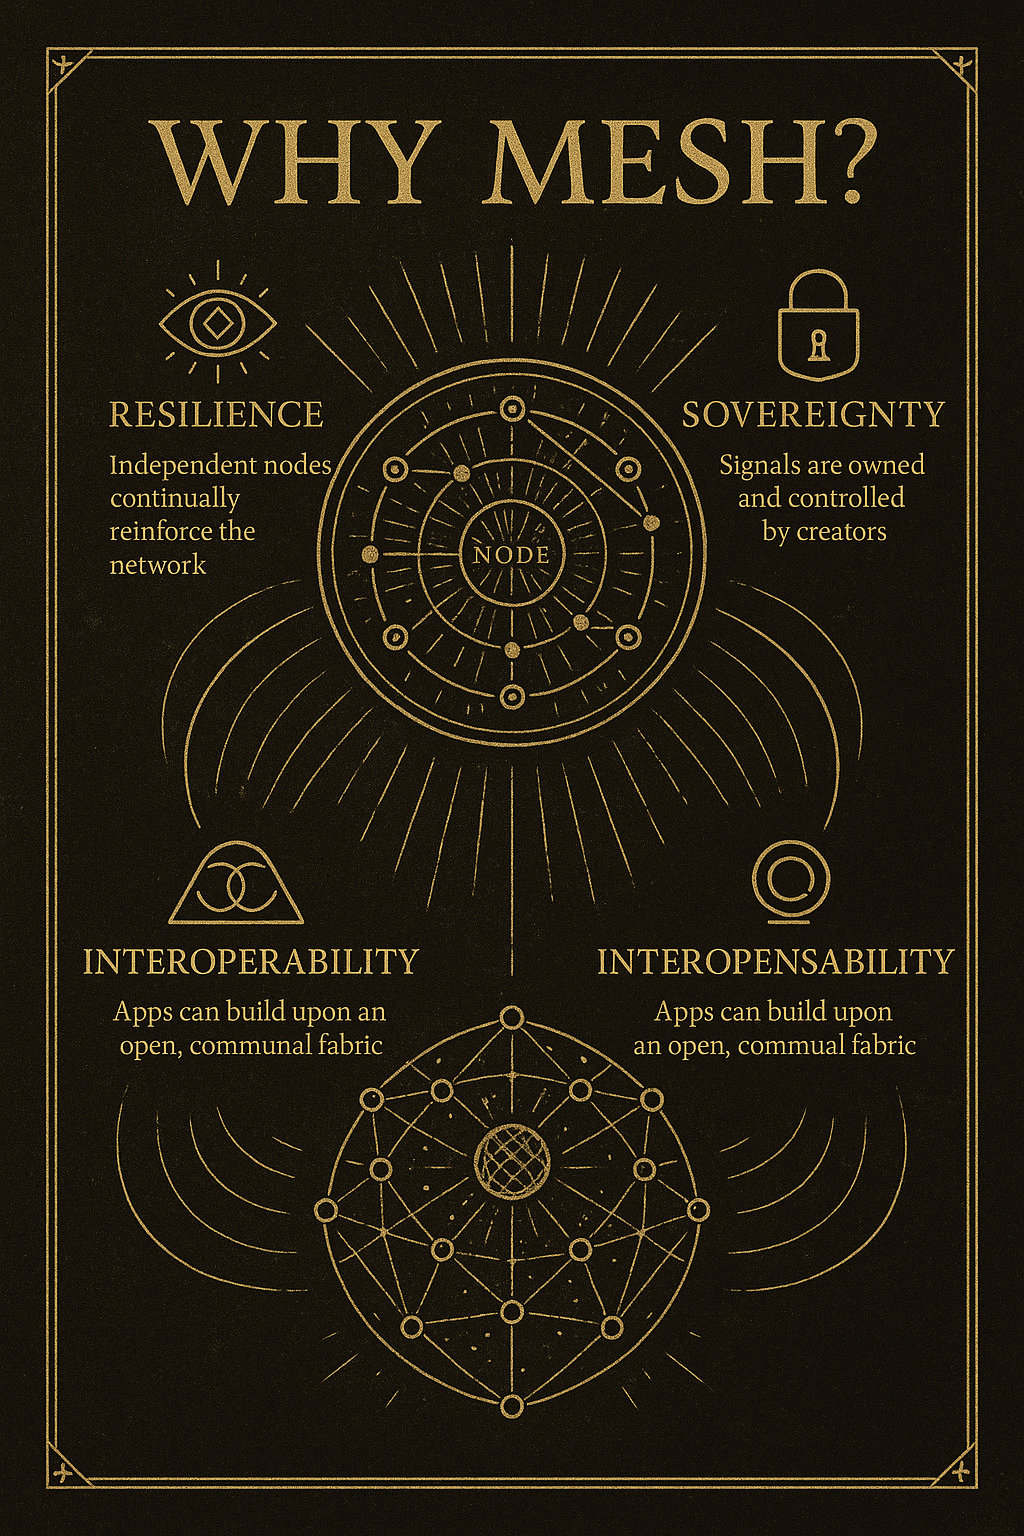 WHY MESH?
RESILIENCE
Independent nodes
continually
reinforce the
network
SOVEREIGNTY
Signals are owned
and controlled
by creators
NODE
INTEROPERABILITY
Apps can build upon an
open, communal fabric
INTEROPENSABILITY
Apps can build upon
an open, commual fabric